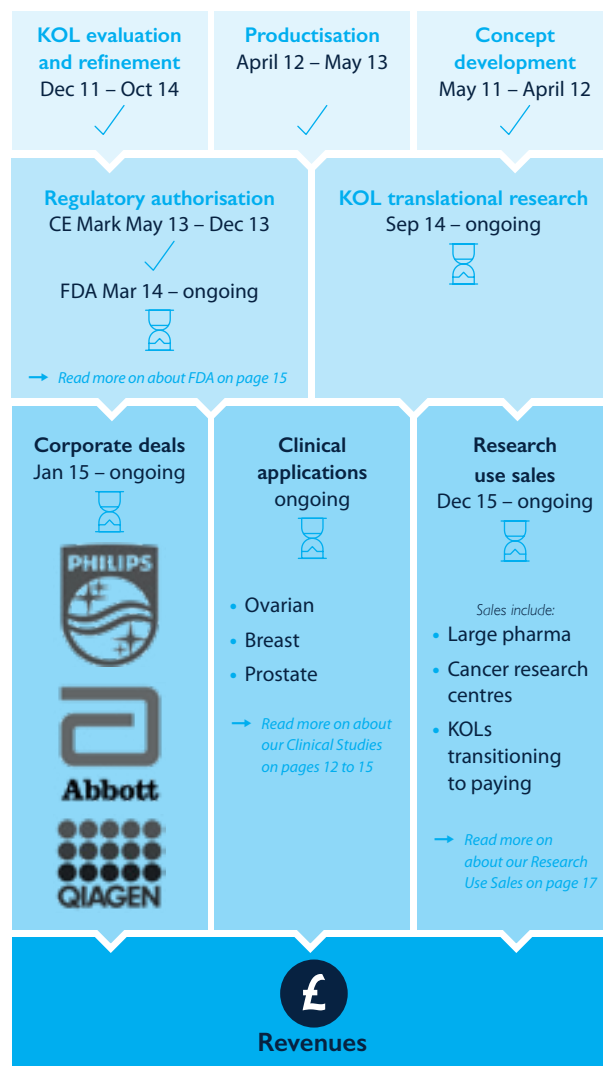 KOL evaluation
and refinement
Dec 11 – Oct 14
Productisation
April 12 – May 13
Concept
development
May 11 – April 12
Regulatory authorisation
CE Mark May 13 – Dec 13
FDA Mar 14 – ongoing
→ Read more on about FDA on page 15
KOL translational research
Sep 14 – ongoing
Corporate deals
Jan 15 – ongoing
PHILIPS
Abbott
QIAGEN
Clinical
applications
ongoing
• Ovarian
• Breast
• Prostate
→ Read more on about
our Clinical Studies
on pages 12 to 15
Research
use sales
Dec 15 – ongoing
Sales include:
• Large pharma
• Cancer research
centres
• KOLs
transitioning
to paying
→ Read more on
about our Research
Use Sales on page 17
£
Revenues